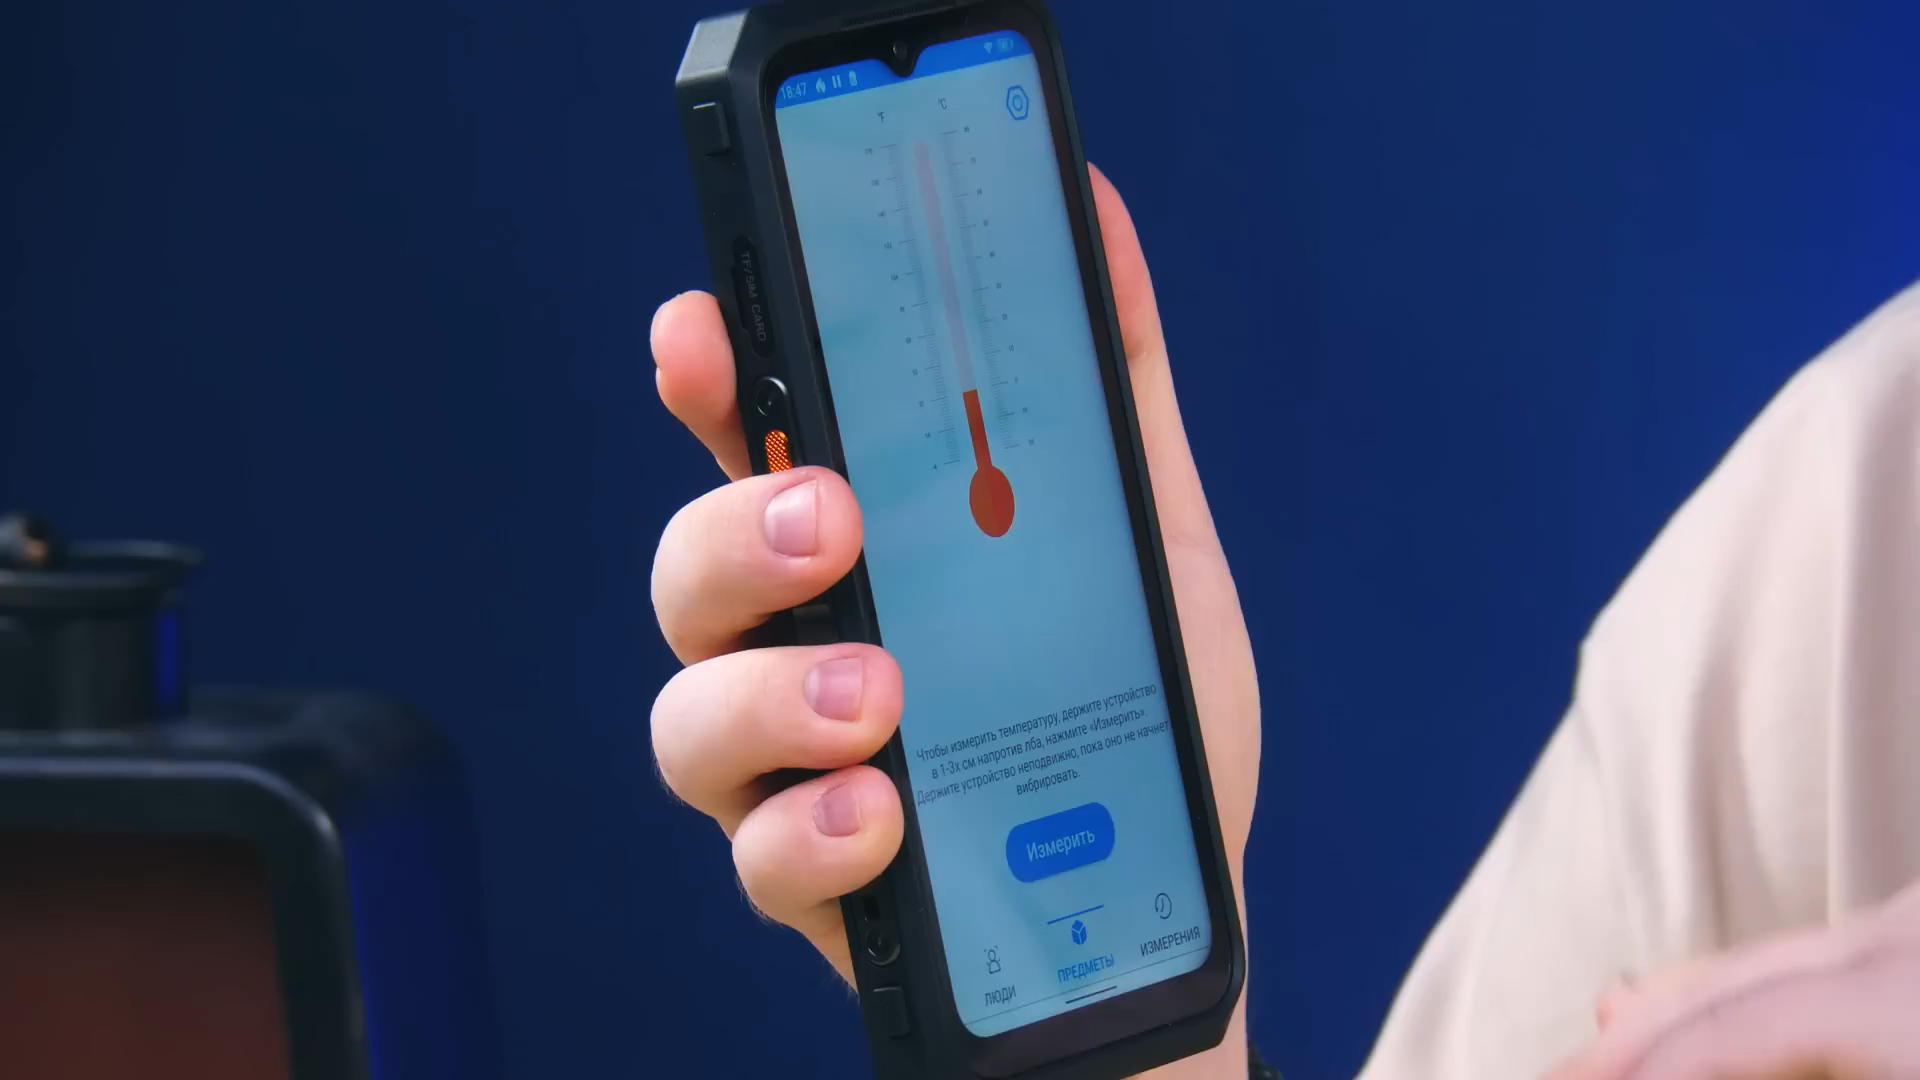 18:47
°F
°C
TF/SIM CARD
Чтобы измерить температуру, держите устройство
в 1-3х см напротив лба, нажмите «Измерить».
Держите устройство неподвижно, пока оно не начнет
вибрировать.
Измерить
ЛЮДИ
ПРЕДМЕТЫ
ИЗМЕРЕНИЯ